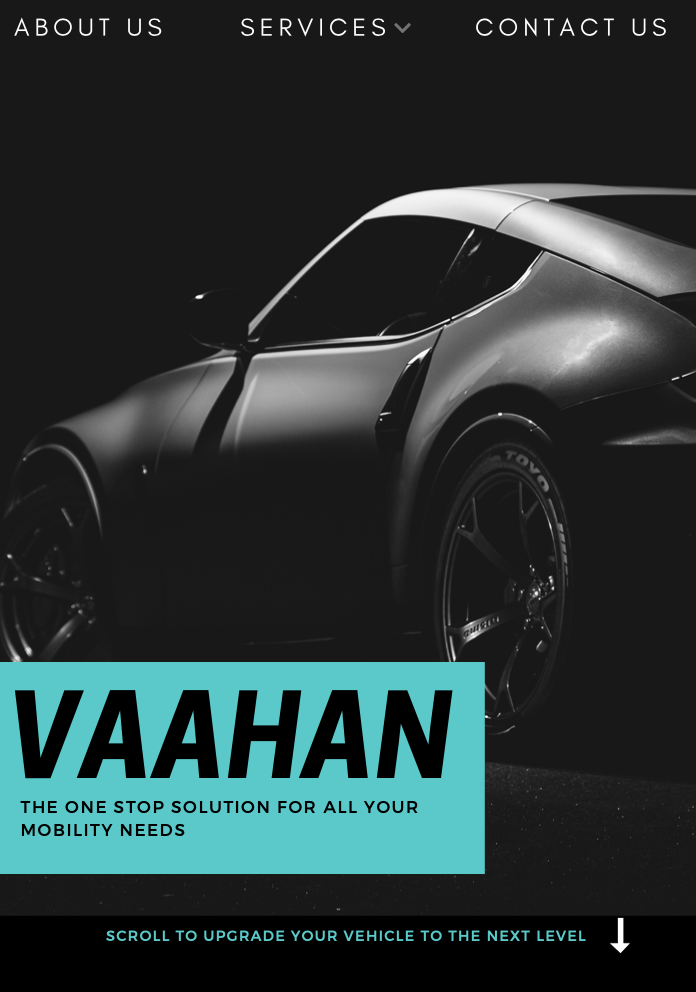 ABOUT US
SERVICES
CONTACT US
TOYO
VAAHAN
THE ONE STOP SOLUTION FOR ALL YOUR
MOBILITY NEEDS
SCROLL TO UPGRADE YOUR VEHICLE TO THE NEXT LEVEL